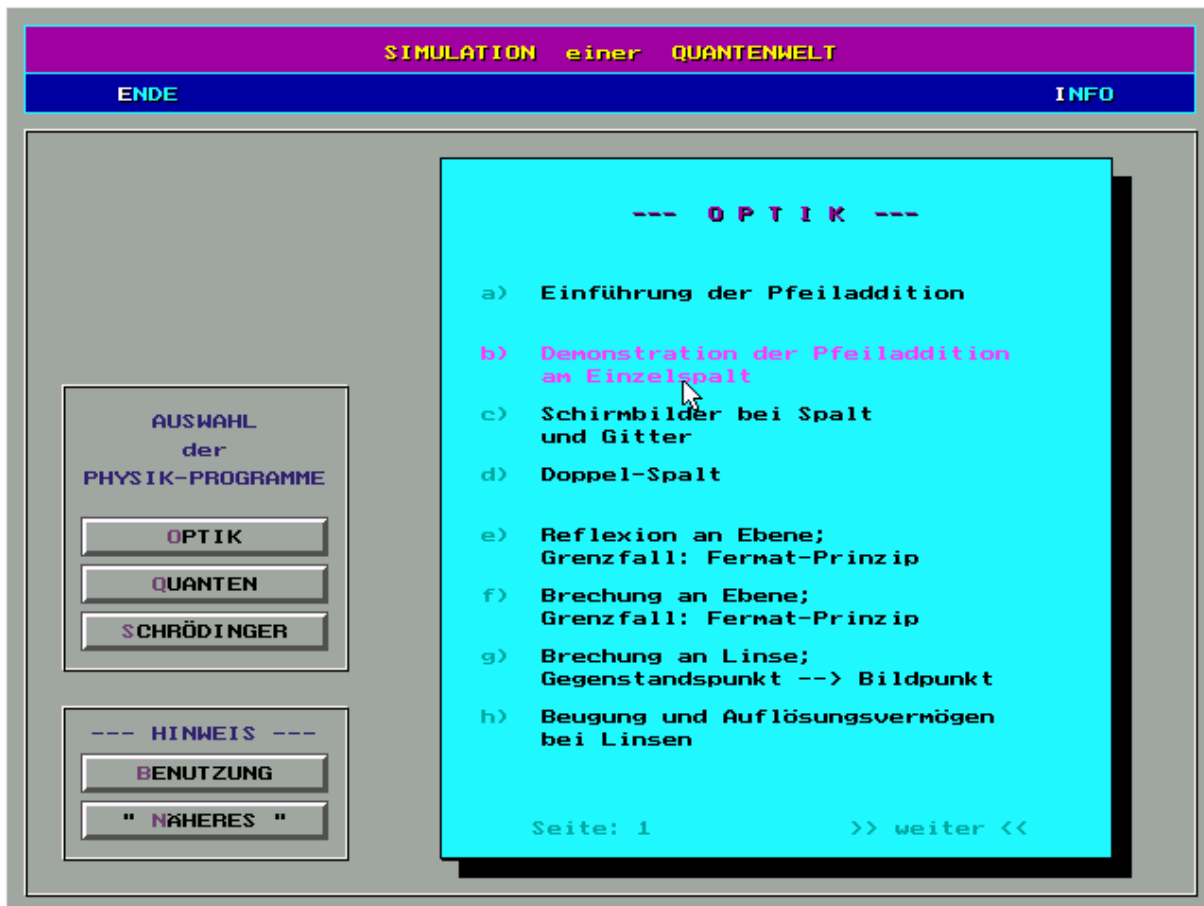 SIMULATION einer QUANTENWELT
ENDE INFO
--- O P T I K ---
a) Einführung der Pfeiladdition
b) Demonstration der Pfeiladdition
am Einzelspalt
c) Schirmbilder bei Spalt
und Gitter
d) Doppel-Spalt
e) Reflexion an Ebene;
Grenzfall: Fermat-Prinzip
f) Brechung an Ebene;
Grenzfall: Fermat-Prinzip
g) Brechung an Linse;
Gegenstandspunkt --> Bildpunkt
h) Beugung und Auflösungsvermögen
bei Linsen
Seite: 1 >> weiter <<
AUSWAHL
der
PHYSIK-PROGRAMME
OPTIK
QUANTEN
SCHRÖDINGER
--- HINWEIS ---
BENUTZUNG
" NÄHERES "